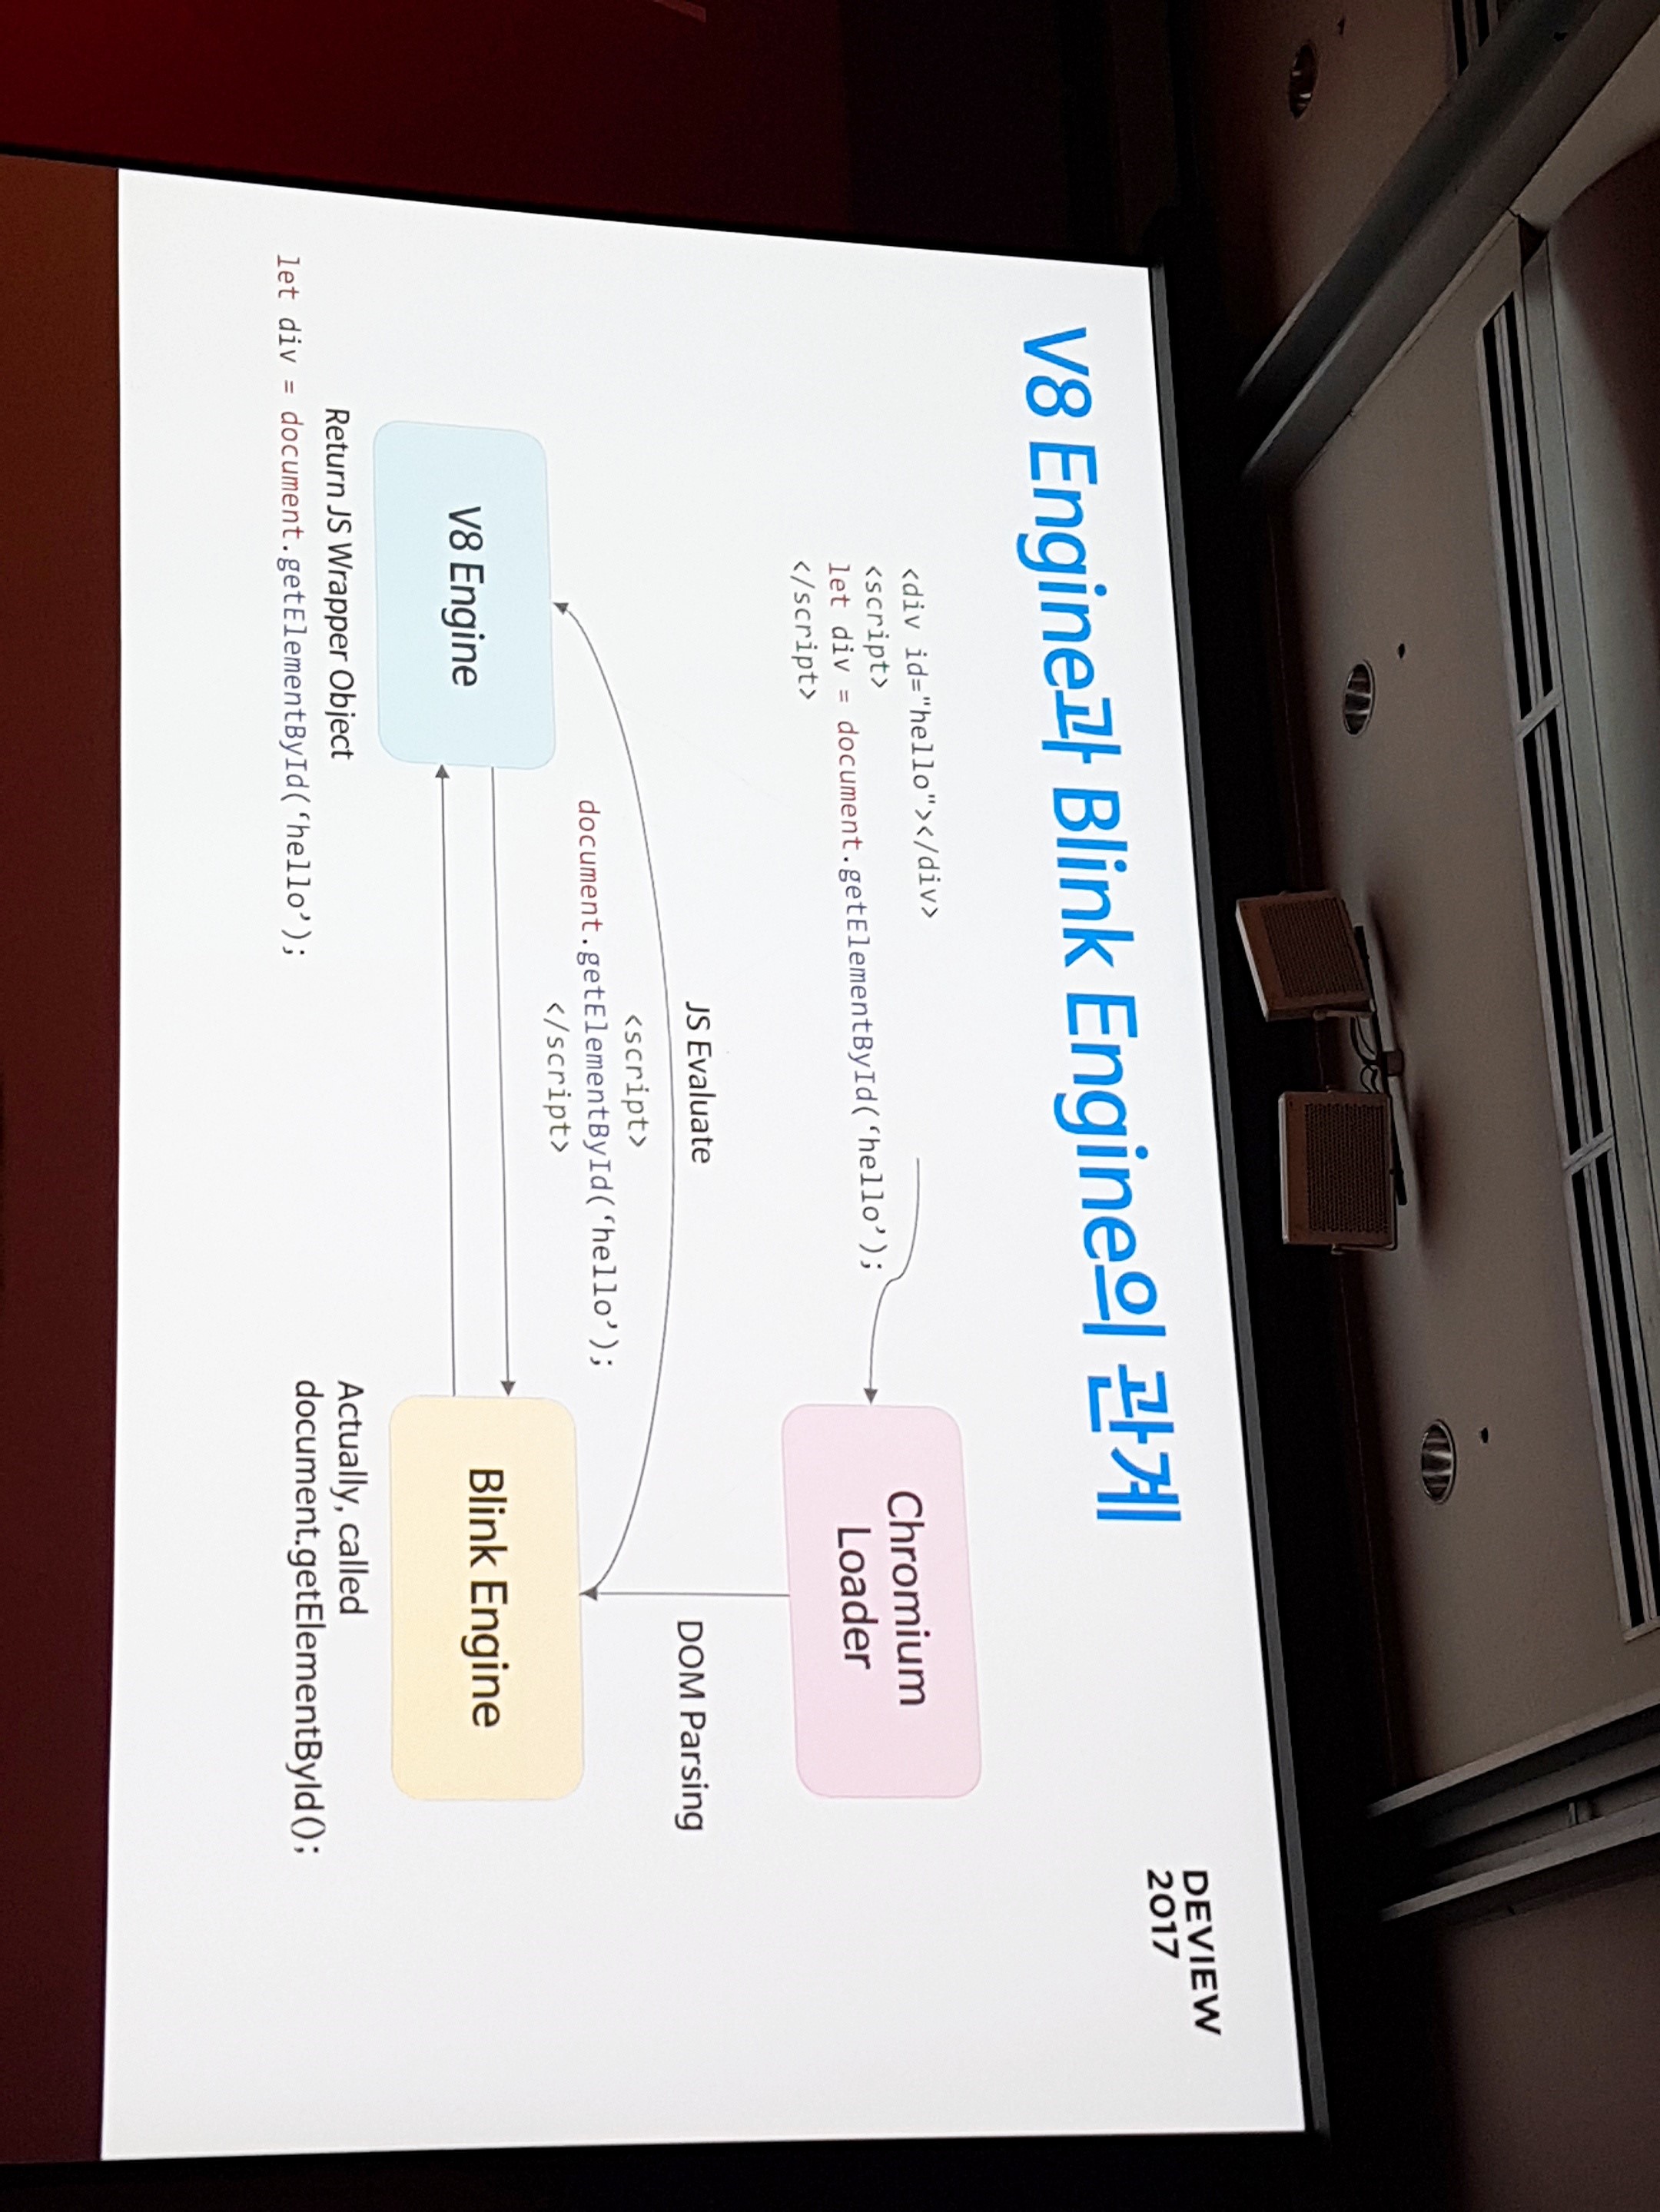 DEVIEW
2017
V8 Engine과 Blink Engine의 관계
<div id="hello"></div>
<script>
let div = document.getElementById(‘hello’);
</script>
Chromium
Loader
DOM Parsing
JS Evaluate
<script>
document.getElementById(‘hello’);
</script>
V8 Engine
Blink Engine
Return JS Wrapper Object
let div = document.getElementById(‘hello’);
Actually, called
document.getElementById();